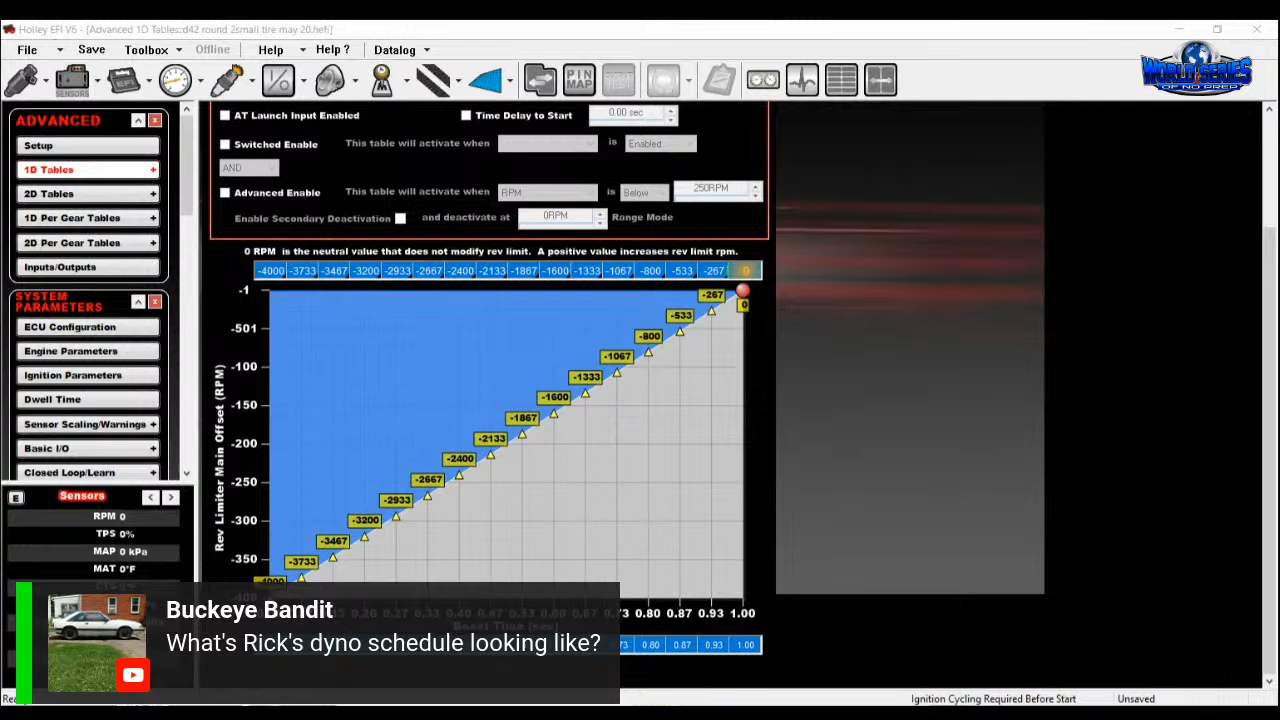 Holley EFI V6 - [Advanced 1D Tables::d42 round 2small tire may 20.hefi]
File Save Toolbox Offline Help Help ? Datalog
WORLD SERIES
OF NO PREP
SENSORS
PIN
MAP
ADVANCED
Setup
1D Tables +
2D Tables +
1D Per Gear Tables +
2D Per Gear Tables +
Inputs/Outputs
SYSTEM
PARAMETERS
ECU Configuration
Engine Parameters
Ignition Parameters
Dwell Time
Sensor Scaling/Warnings +
Basic I/O +
Closed Loop/Learn +
E Sensors < >
RPM 0
TPS 0%
MAP 0 kPa
MAT 0°F
AT Launch Input Enabled Time Delay to Start 0.00 sec
Switched Enable This table will activate when is Enabled
AND
Advanced Enable This table will activate when RPM is Below 250RPM
Enable Secondary Deactivation and deactivate at 0RPM Range Mode
0 RPM is the neutral value that does not modify rev limit. A positive value increases rev limit rpm.
-4000 -3733 -3467 -3200 -2933 -2667 -2400 -2133 -1867 -1600 -1333 -1067 -800 -533 -267 0
Rev Limiter Main Offset (RPM)
-1
-501
-100
-150
-200
-250
-300
-350
-267
0
-533
-800
-1067
-1333
-1600
-1867
-2133
-2400
-2667
-2933
-3200
-3467
-3733
-4000
0.80 0.87 0.93 1.00
0.80 0.87 0.93 1.00
Buckeye Bandit
What's Rick's dyno schedule looking like?
Ignition Cycling Required Before Start Unsaved